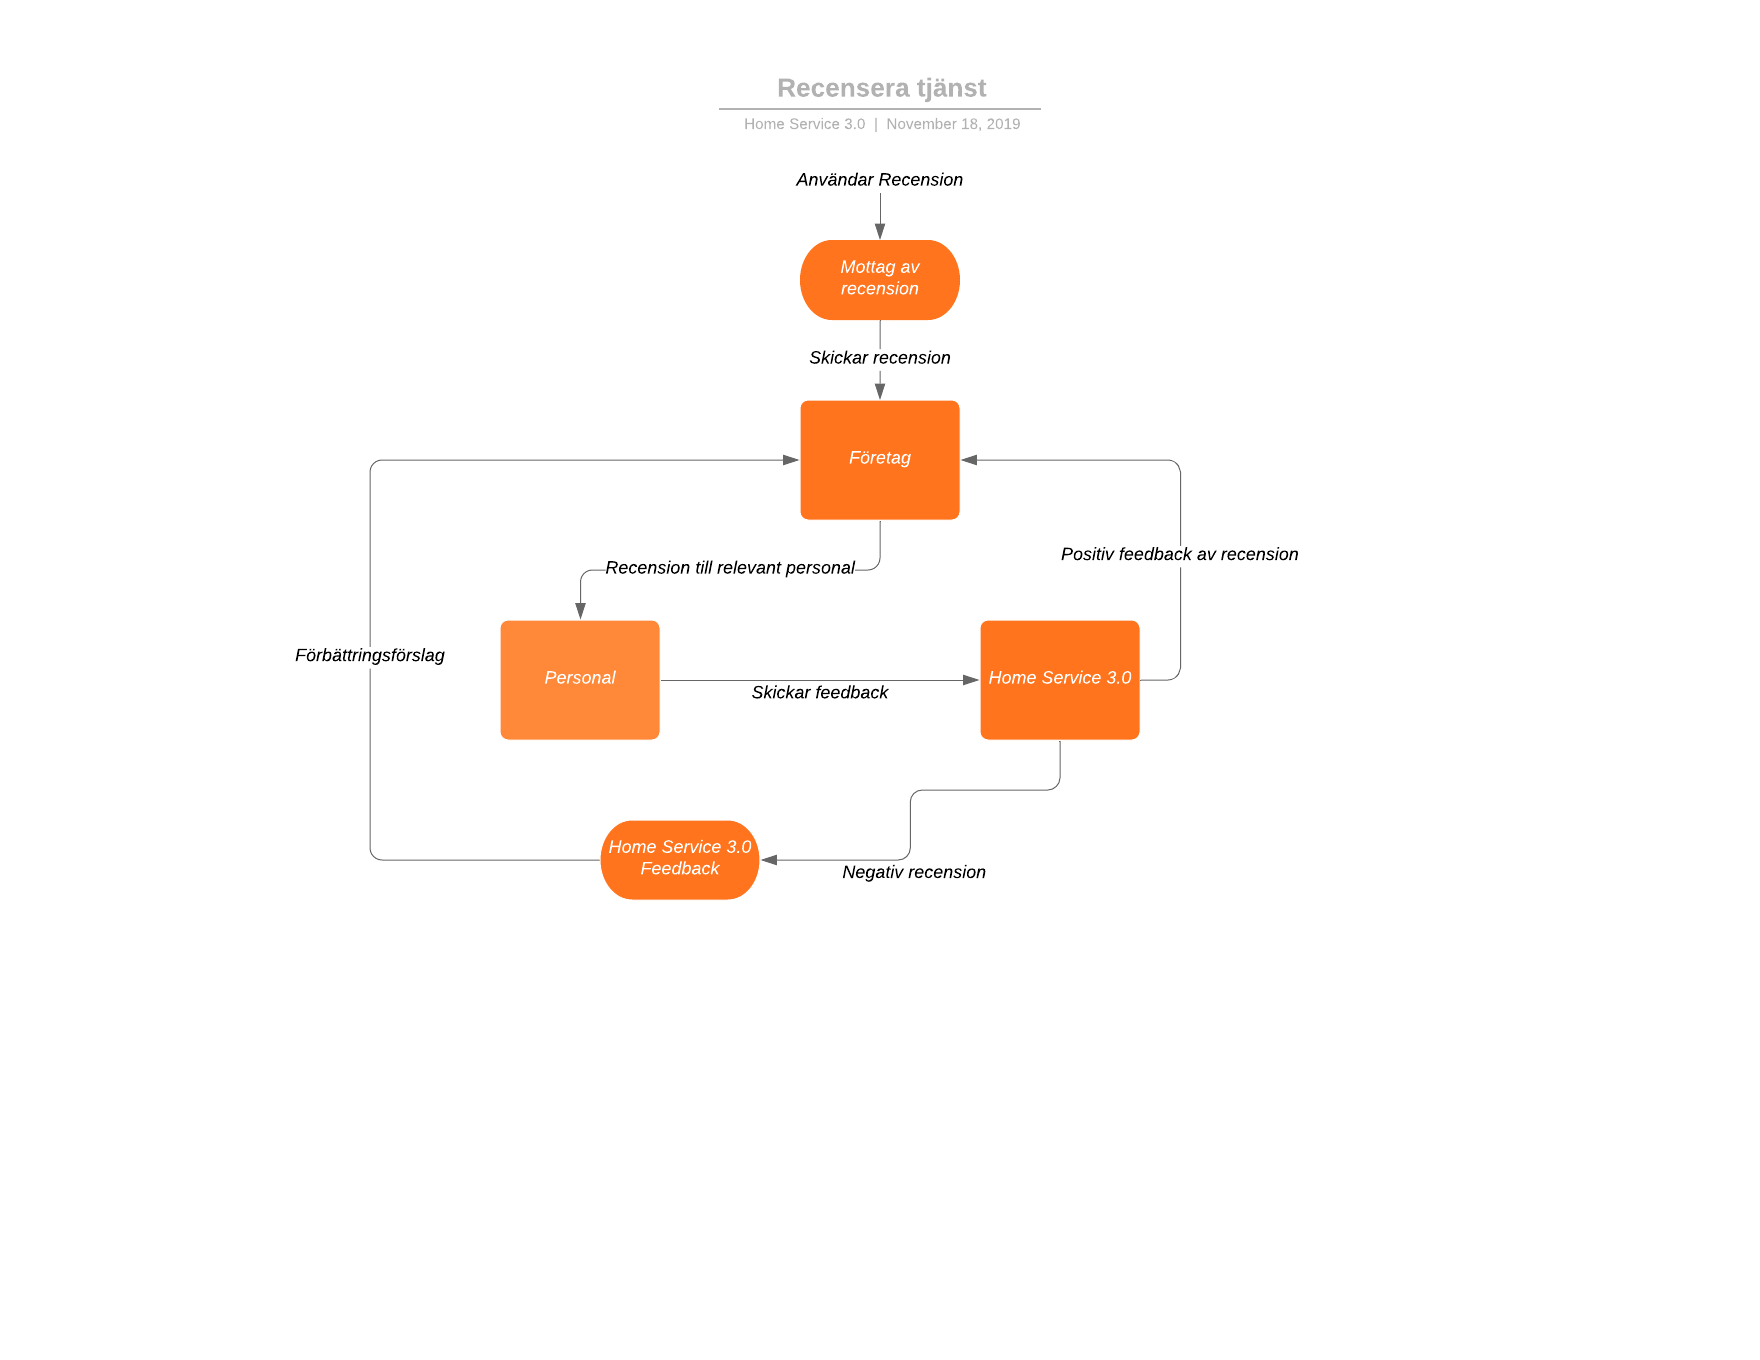 Recensera tjänst
Home Service 3.0 | November 18, 2019
Användar Recension
Mottag av
recension
Skickar recension
Företag
Positiv feedback av recension
Recension till relevant personal
Förbättringsförslag
Personal
Home Service 3.0
Skickar feedback
Home Service 3.0
Feedback
Negativ recension